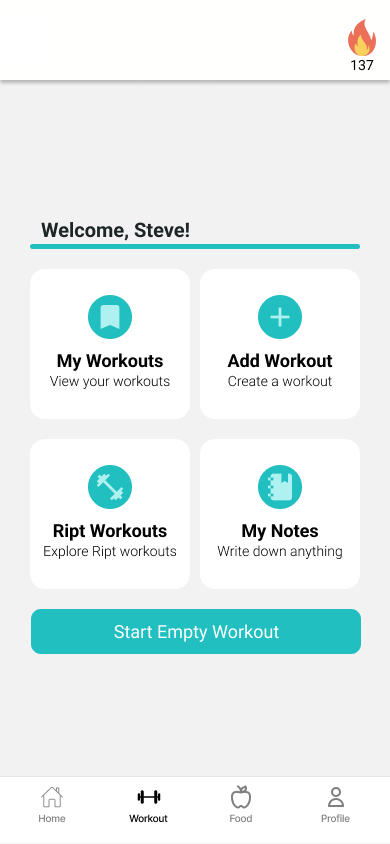 137
Welcome, Steve!
My Workouts
View your workouts
Add Workout
Create a workout
Ript Workouts
Explore Ript workouts
My Notes
Write down anything
Start Empty Workout
Home
Workout
Food
Profile